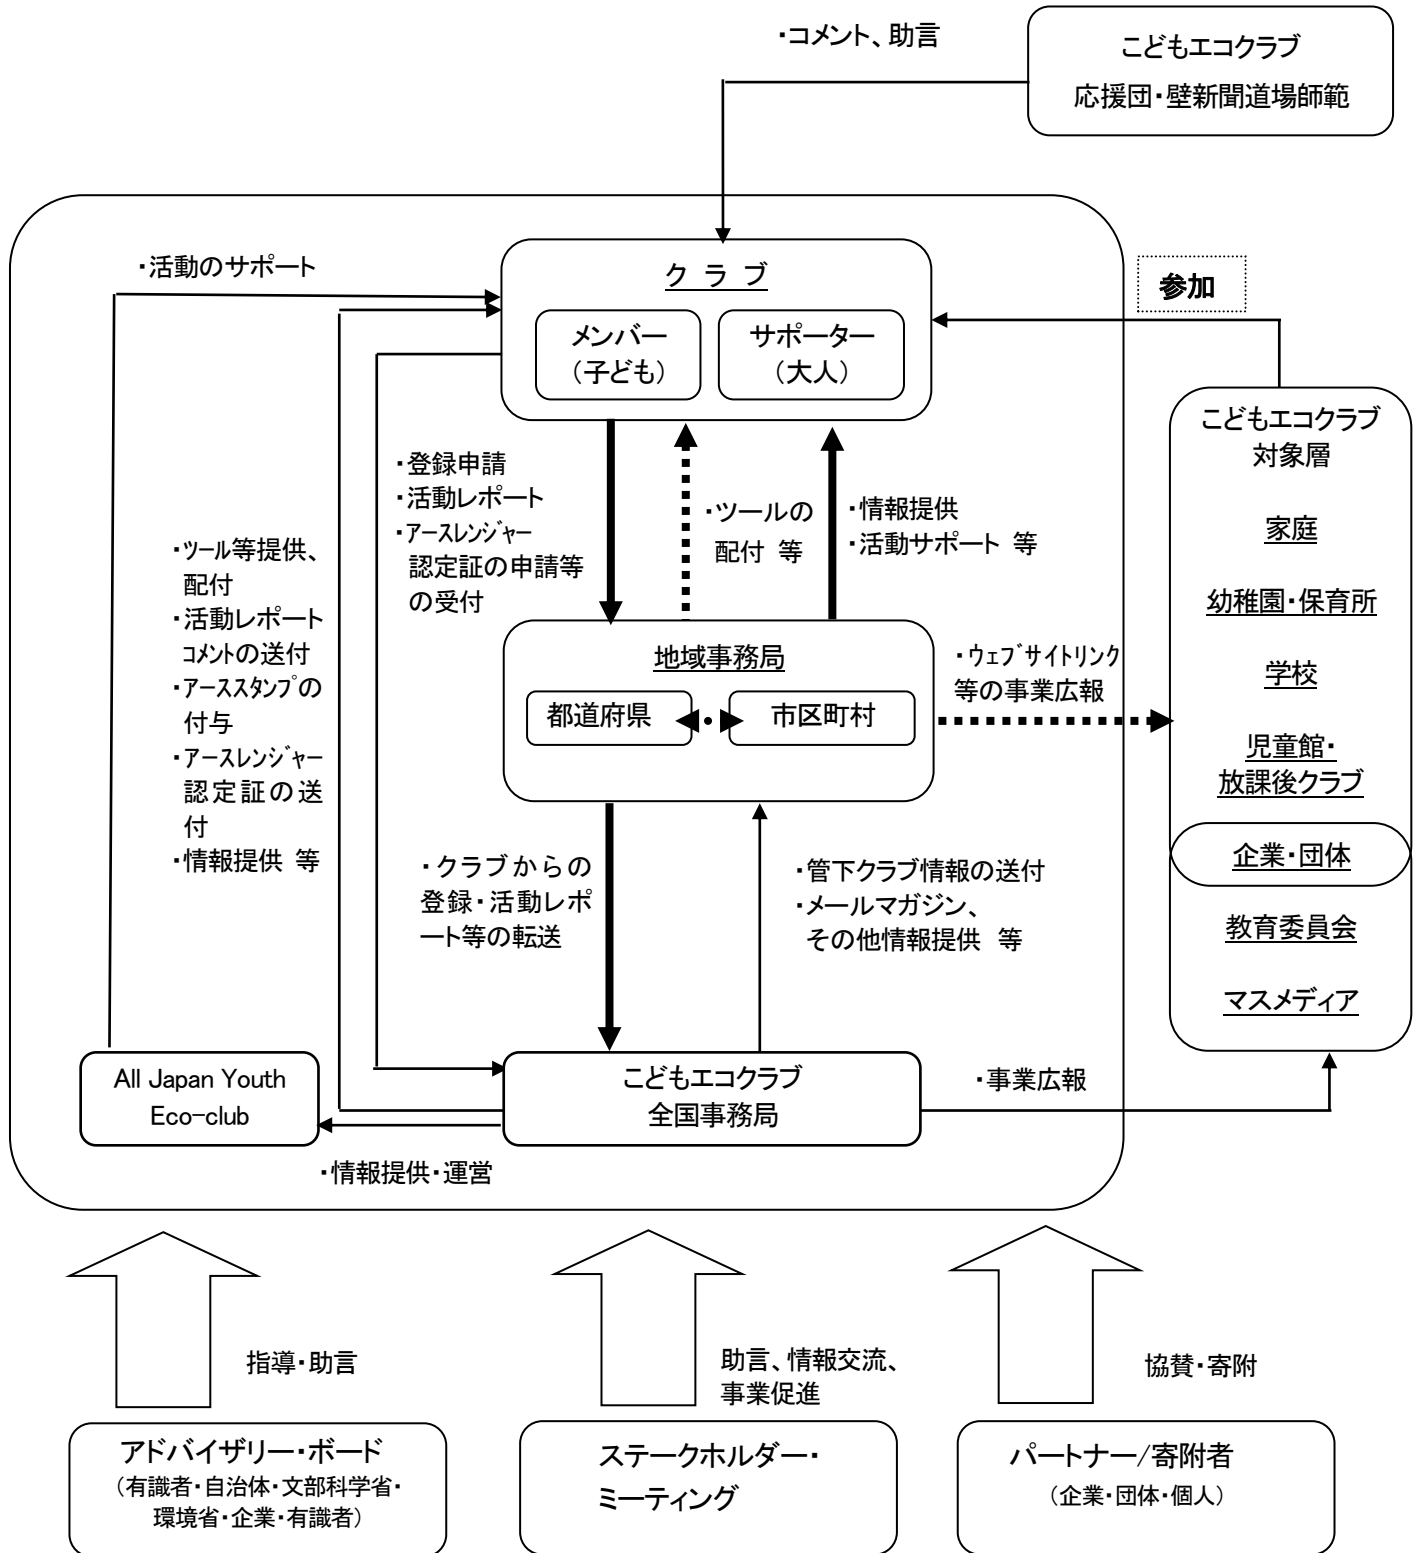 ・コメント、助言
こどもエコクラブ
応援団・壁新聞道場師範
・活動のサポート
クラブ
メンバー
（子ども）
サポーター
（大人）
参加
こどもエコクラブ
対象層
家庭
幼稚園・保育所
学校
児童館・
放課後クラブ
企業・団体
教育委員会
マスメディア
・登録申請
・活動レポート
・アースレンジャー
認定証の申請等
の受付
・ツールの
配付 等
・情報提供
・活動サポート 等
・ツール等提供、
配付
・活動レポート
コメントの送付
・アーススタンプの
付与
・アースレンジャー
認定証の送
付
・情報提供 等
地域事務局
都道府県
市区町村
・ウェブサイトリンク
等の事業広報
・クラブからの
登録・活動レポ
ート等の転送
・管下クラブ情報の送付
・メールマガジン、
その他情報提供 等
All Japan Youth
Eco-club
こどもエコクラブ
全国事務局
・事業広報
・情報提供・運営
指導・助言
助言、情報交流、
事業促進
協賛・寄附
アドバイザリー・ボード
（有識者・自治体・文部科学省・
環境省・企業・有識者）
ステークホルダー・
ミーティング
パートナー/寄附者
（企業・団体・個人）